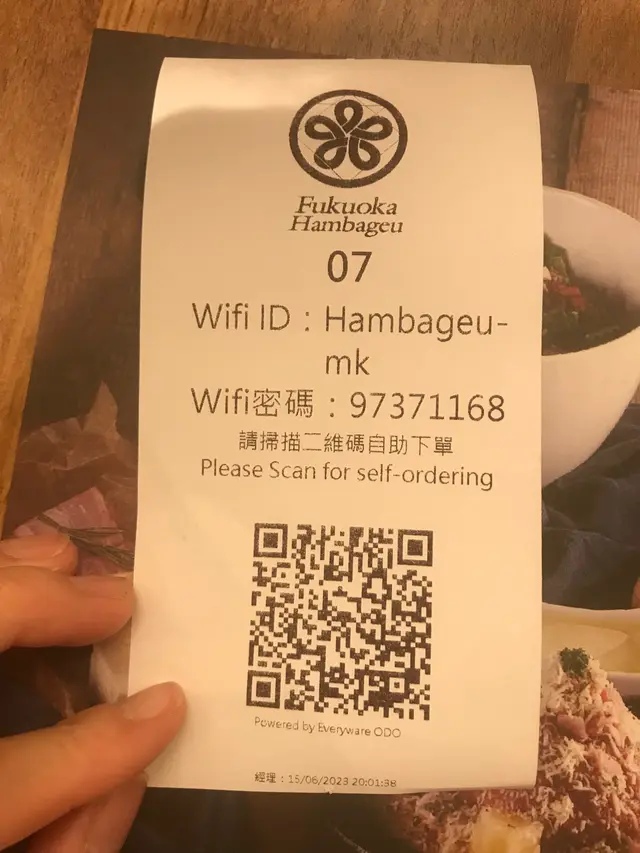 Fukuoka
Hambageu
07
Wifi ID : Hambageu-
mk
Wifi密碼 : 97371168
請掃描二維碼自助下單
Please Scan for self-ordering
Powered by Everyware ODO
經理 : 15/06/2023 20:01:38